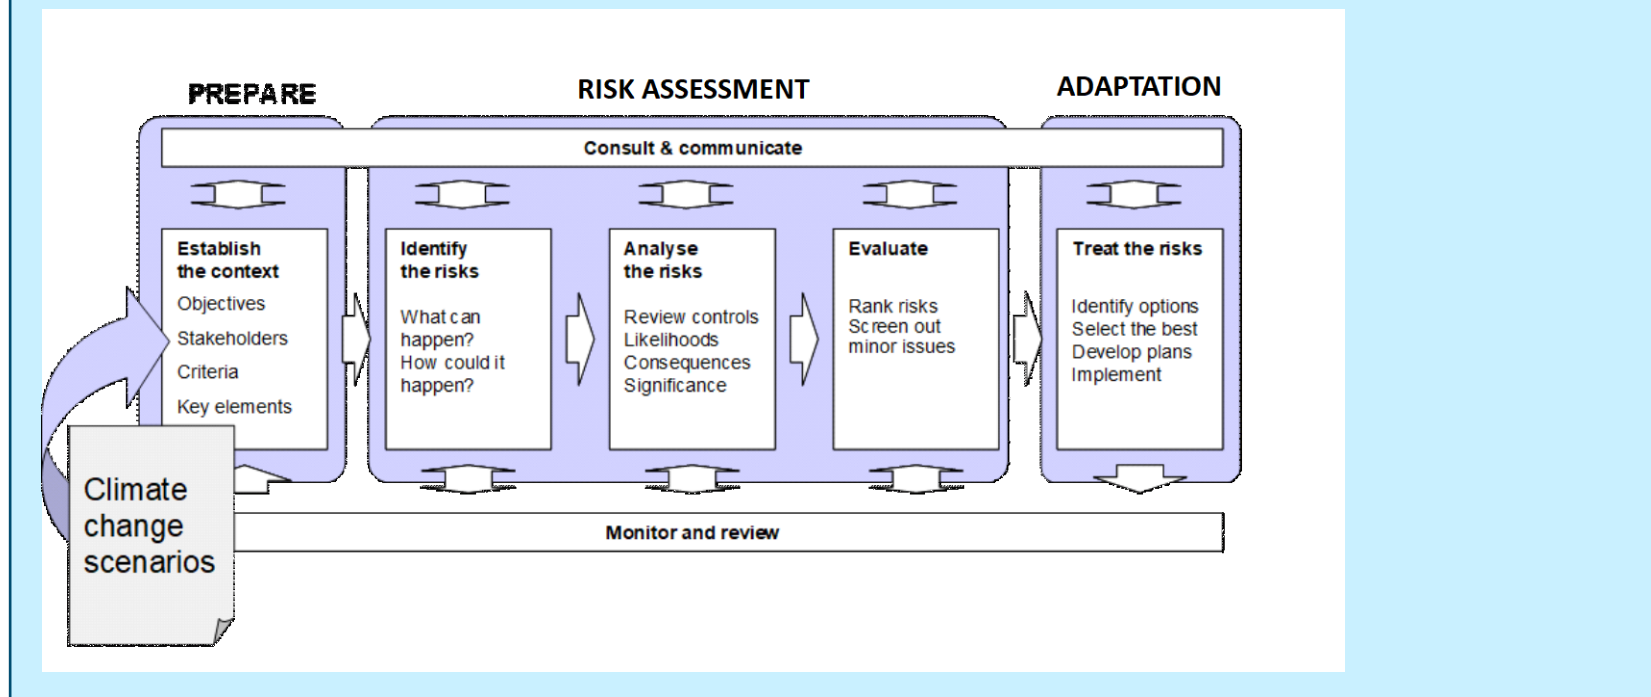 PREPARE
RISK ASSESSMENT
ADAPTATION
Consult & communicate
Establish
the context
Objectives
Stakeholders
Criteria
Key elements
Identify
the risks
What can
happen?
How could it
happen?
Analyse
the risks
Review controls
Likelihoods
Consequences
Significance
Evaluate
Rank risks
Screen out
minor issues
Treat the risks
Identify options
Select the best
Develop plans
Implement
Climate
change
scenarios
Monitor and review